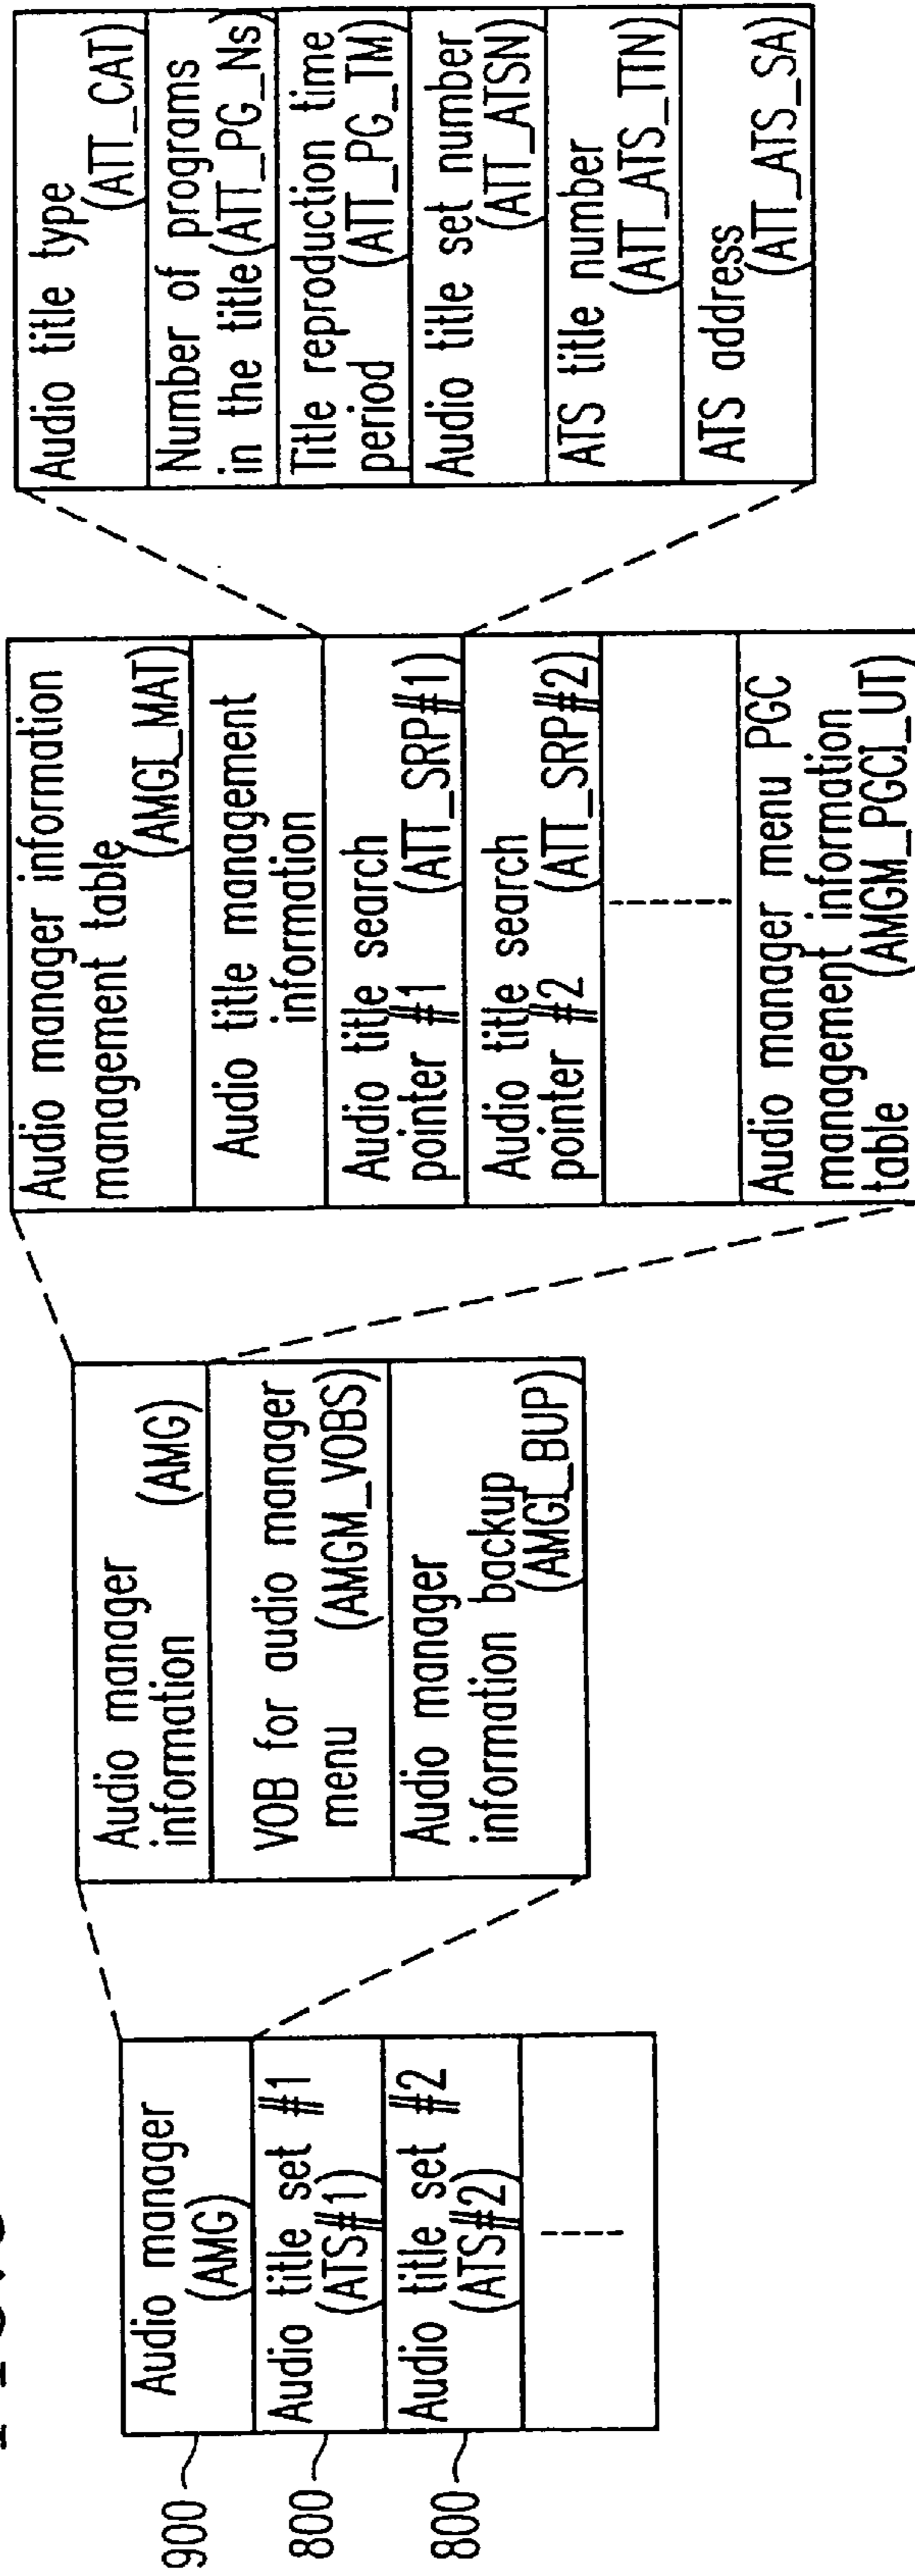 900
800
800
Audio manager
(AMG)
Audio title set #1
(ATS#1)
Audio title set #2
(ATS#2)
Audio manager
information (AMG)
VOB for audio manager
menu (AMGM_VOBS)
Audio manager
information backup
(AMGI_BUP)
Audio manager information
management table
(AMGI_MAT)
Audio title management
information
Audio title search
pointer #1 (ATT_SRP#1)
Audio title search
pointer #2 (ATT_SRP#2)
Audio manager menu PGC
management information
table (AMGM_PGCI_UT)
Audio title type
(ATT_CAT)
Number of programs
in the title (ATT_PG_Ns)
Title reproduction time
period (ATT_PG_TM)
Audio title set number
(ATT_ATSN)
ATS title number
(ATT_ATS_TTN)
ATS address
(ATT_ATS_SA)